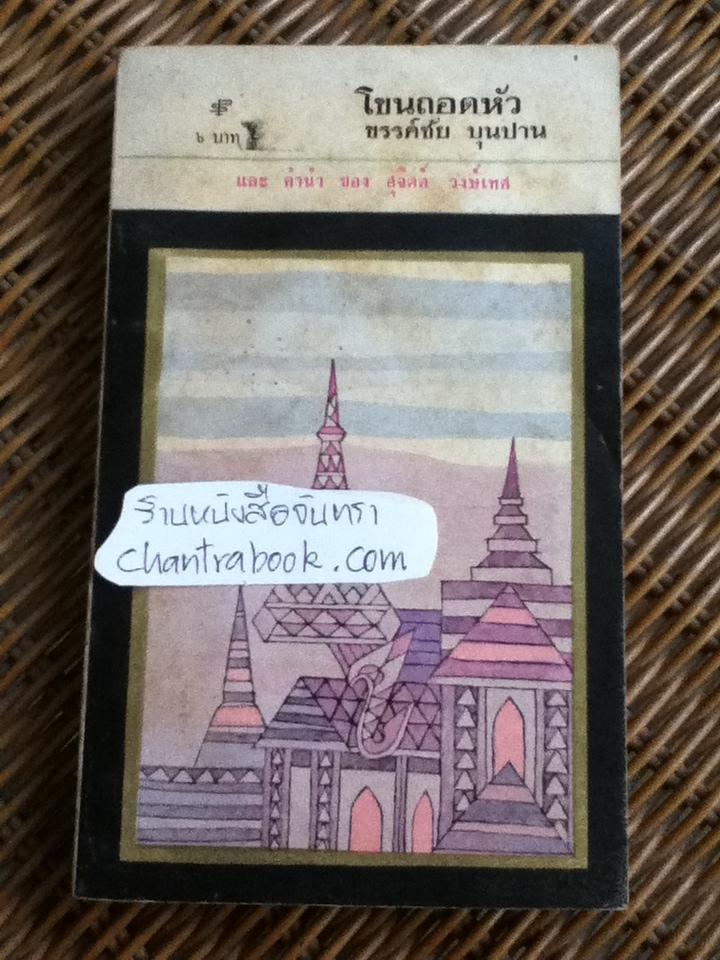 โขนถอดหัว
๖ บาท
ขรรค์ชัย บุนปาน
และ คำนำ ของ สุจิตต์ วงษ์เทศ
ร้านหนังสือจันทรา
chantrabook.com